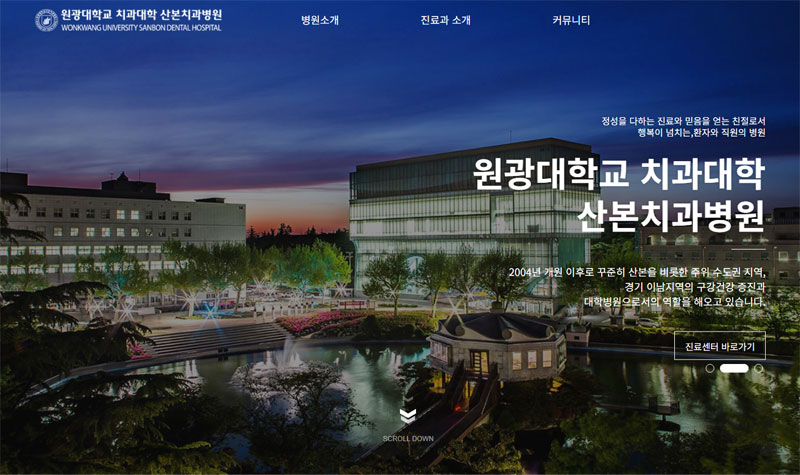 원광대학교 치과대학 산본치과병원
WONKWANG UNIVERSITY SANBON DENTAL HOSPITAL
병원소개
진료과 소개
커뮤니티
정성을 다하는 진료와 믿음을 얻는 친절로서
행복이 넘치는,환자와 직원의 병원
원광대학교 치과대학
산본치과병원
2004년 개원 이후로 꾸준히 산본을 비롯한 주위 수도권 지역,
경기 이남지역의 구강건강 증진과
대학병원으로서의 역할을 해오고 있습니다.
진료센터 바로가기
SCROLL DOWN